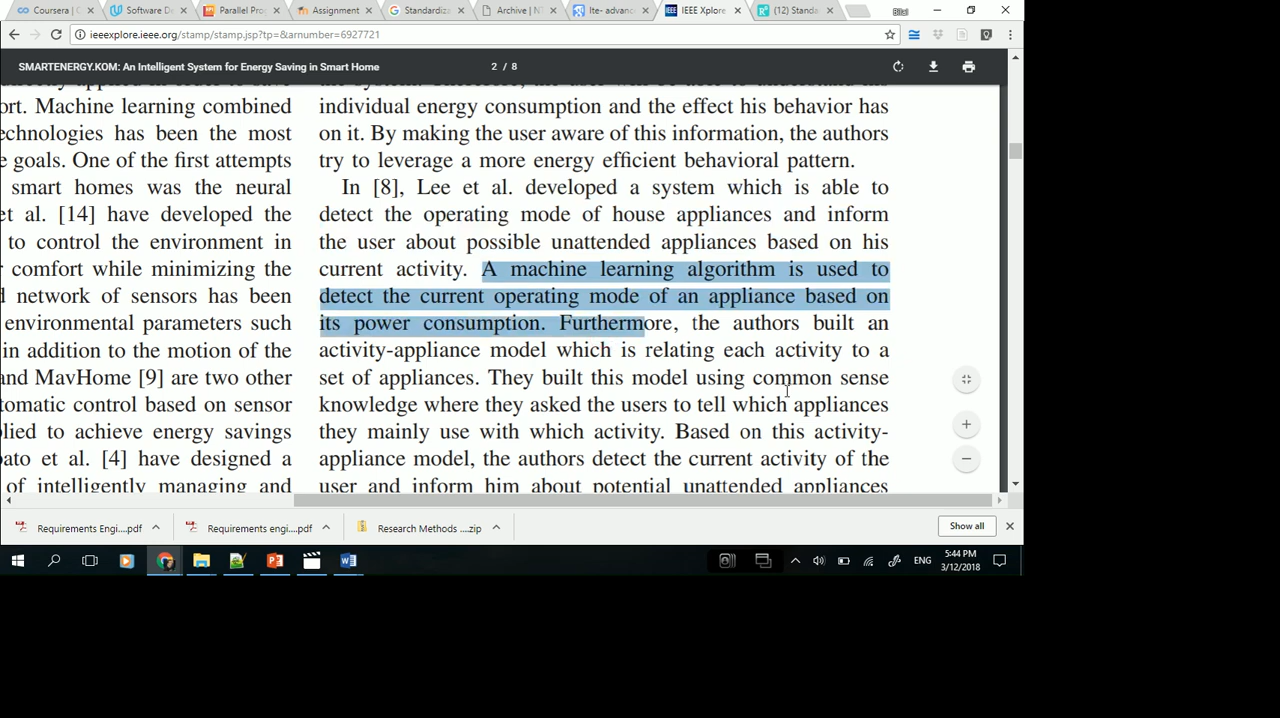 Coursera |
Software De
Parallel Prog
Assignment
Standardiza
Archive | N
lte- advanc
IEEE Xplore
(12) Standa
Bilal
ieeexplore.ieee.org/stamp/stamp.jsp?tp=&arnumber=6927721
SMARTENERGY.KOM: An Intelligent System for Energy Saving in Smart Home
2 / 8
ort. Machine learning combined
echnologies has been the most
e goals. One of the first attempts
smart homes was the neural
et al. [14] have developed the
to control the environment in
comfort while minimizing the
d network of sensors has been
environmental parameters such
in addition to the motion of the
and MavHome [9] are two other
tomatic control based on sensor
lied to achieve energy savings
pato et al. [4] have designed a
of intelligently managing and
individual energy consumption and the effect his behavior has
on it. By making the user aware of this information, the authors
try to leverage a more energy efficient behavioral pattern.
In [8], Lee et al. developed a system which is able to
detect the operating mode of house appliances and inform
the user about possible unattended appliances based on his
current activity. A machine learning algorithm is used to
detect the current operating mode of an appliance based on
its power consumption. Furthermore, the authors built an
activity-appliance model which is relating each activity to a
set of appliances. They built this model using common sense
knowledge where they asked the users to tell which appliances
they mainly use with which activity. Based on this activity-
appliance model, the authors detect the current activity of the
user and inform him about potential unattended appliances
Requirements Engi....pdf
Requirements engi....pdf
Research Methods ....zip
Show all
ENG
5:44 PM
3/12/2018